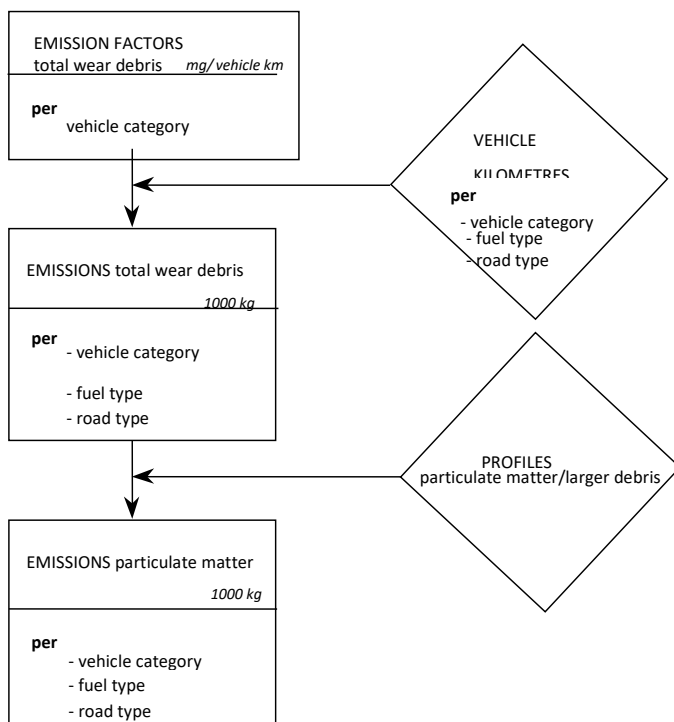 EMISSION FACTORS
total wear debris mg/ vehicle km
per
vehicle category
VEHICLE
KILOMETRES
per
- vehicle category
- fuel type
- road type
EMISSIONS total wear debris
1000 kg
per
- vehicle category
- fuel type
- road type
PROFILES
particulate matter/larger debris
EMISSIONS particulate matter
1000 kg
per
- vehicle category
- fuel type
- road type